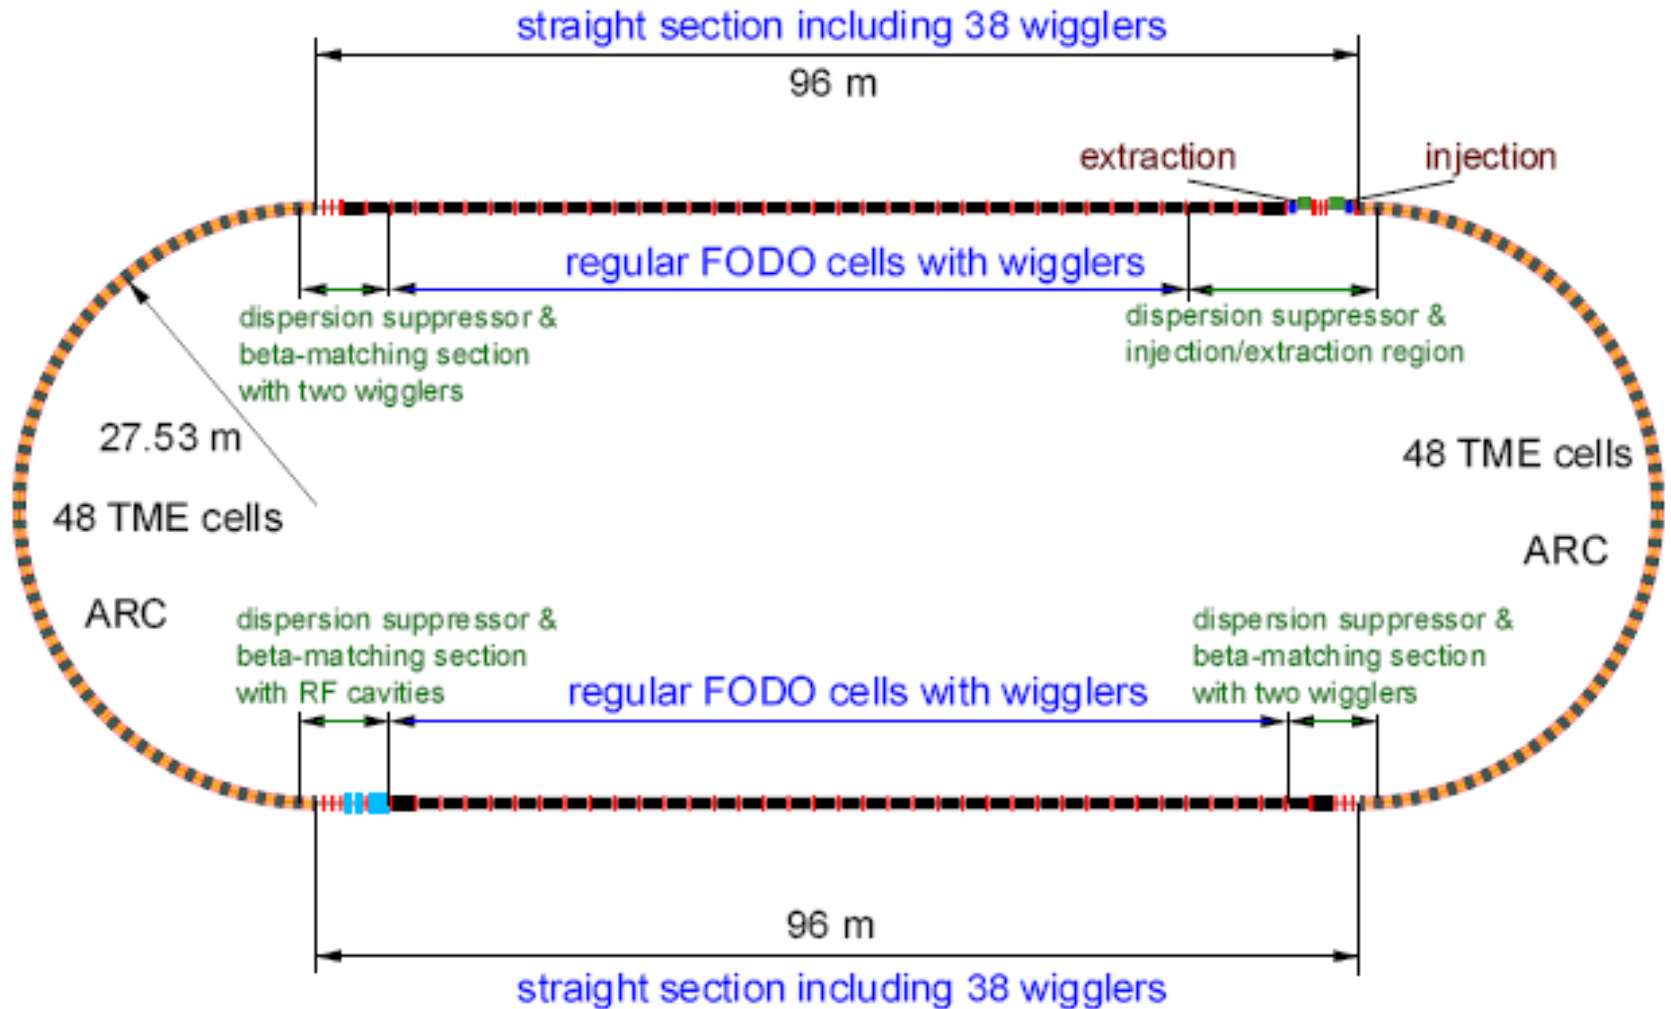 straight section including 38 wigglers
96 m
extraction
injection
regular FODO cells with wigglers
dispersion suppressor &
beta-matching section
with two wigglers
dispersion suppressor &
injection/extraction region
27.53 m
48 TME cells
ARC
48 TME cells
ARC
dispersion suppressor &
beta-matching section
with RF cavities
regular FODO cells with wigglers
dispersion suppressor &
beta-matching section
with two wigglers
96 m
straight section including 38 wigglers